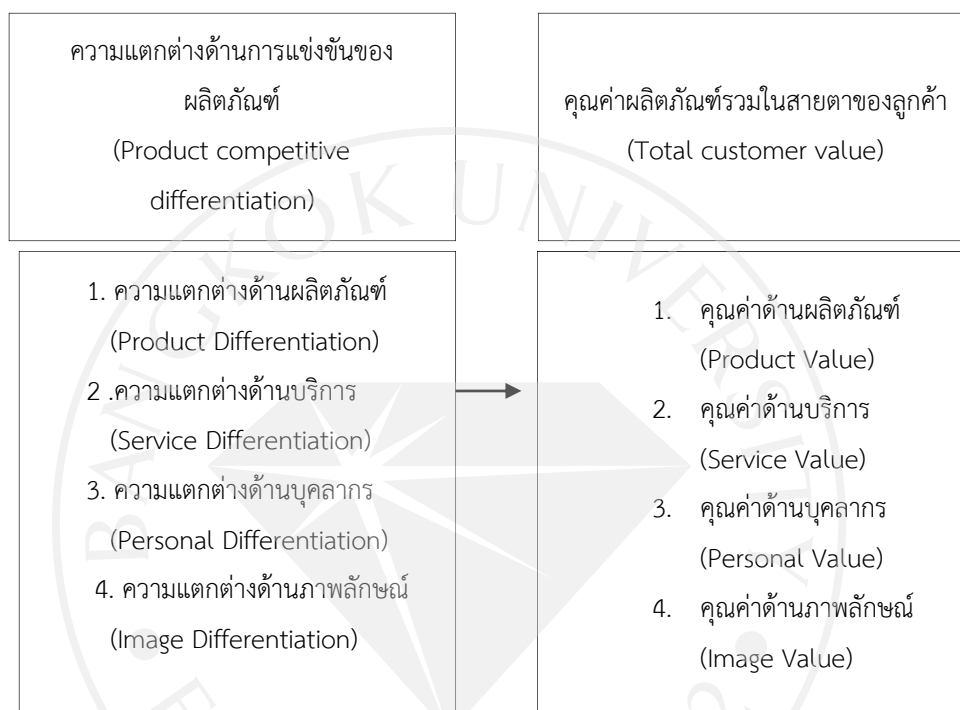 ความแตกต่างด้านการแข่งขันของ
ผลิตภัณฑ์
(Product competitive
differentiation)
คุณค่าผลิตภัณฑ์รวมในสายตาของลูกค้า
(Total customer value)
1. ความแตกต่างด้านผลิตภัณฑ์
(Product Differentiation)
2 .ความแตกต่างด้านบริการ
(Service Differentiation)
3. ความแตกต่างด้านบุคลากร
(Personal Differentiation)
4. ความแตกต่างด้านภาพลักษณ์
(Image Differentiation)
1. คุณค่าด้านผลิตภัณฑ์
(Product Value)
2. คุณค่าด้านบริการ
(Service Value)
3. คุณค่าด้านบุคลากร
(Personal Value)
4. คุณค่าด้านภาพลักษณ์
(Image Value)
BANGKOK UNIVERSITY